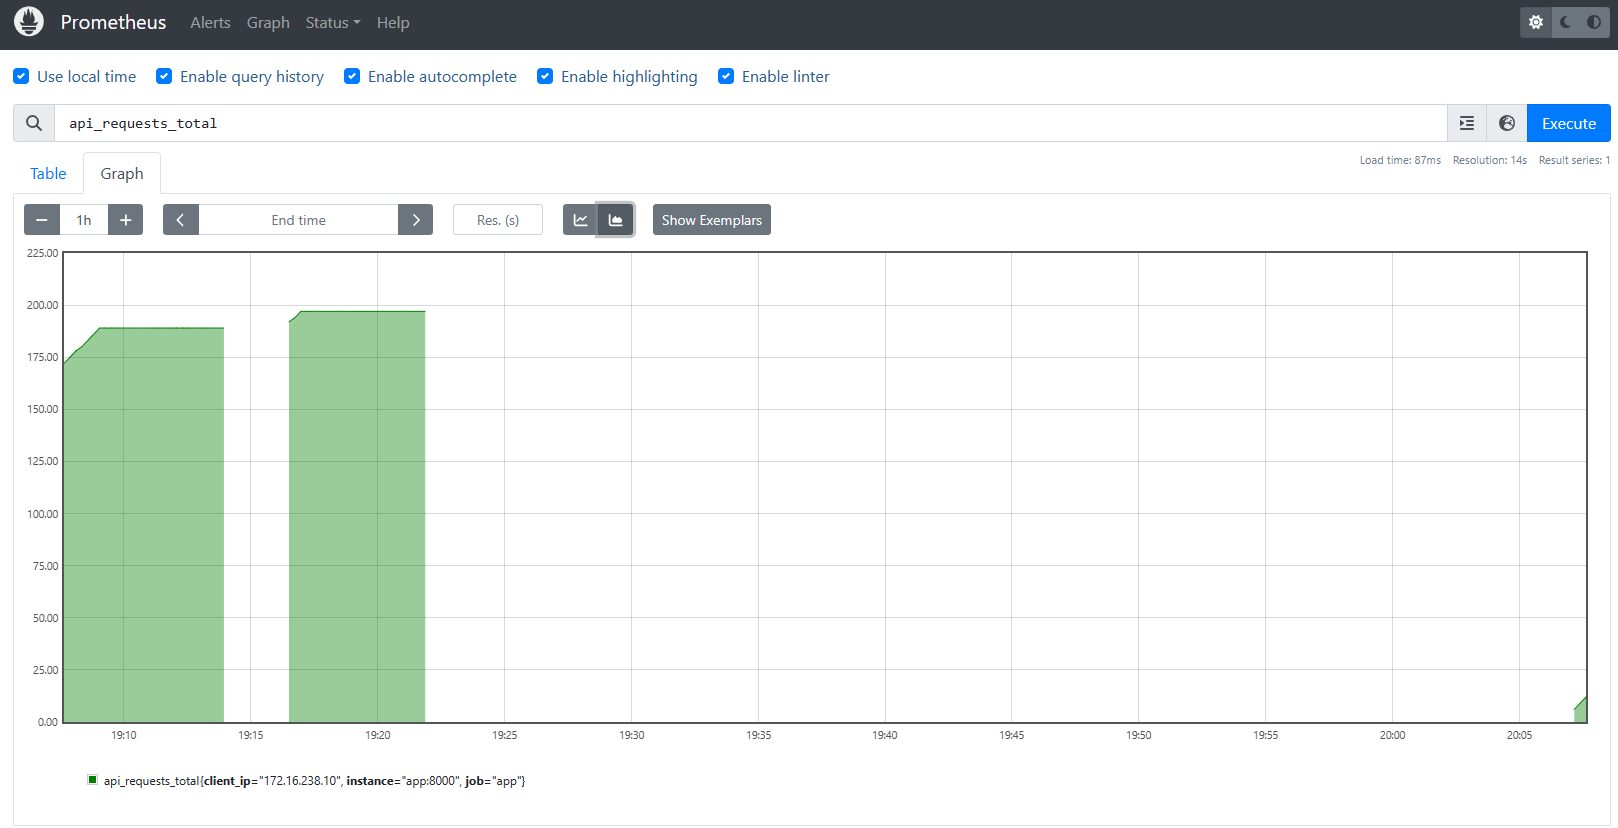 Prometheus Alerts Graph Status Help
Use local time Enable query history Enable autocomplete Enable highlighting Enable linter
api_requests_total Execute
Load time: 87ms Resolution: 14s Result series: 1
Table Graph
1h End time Res. (s) Show Exemplars
225.00
200.00
175.00
150.00
125.00
100.00
75.00
50.00
25.00
0.00
19:10 19:15 19:20 19:25 19:30 19:35 19:40 19:45 19:50 19:55 20:00 20:05
api_requests_total{client_ip="172.16.238.10", instance="app:8000", job="app"}